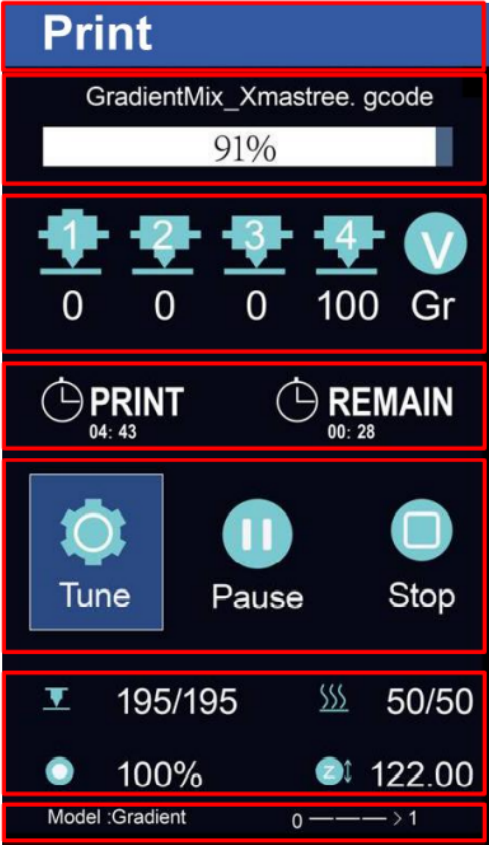 Print
GradientMix_Xmastree. gcode
91%
1 2 3 4 V
0 0 0 100 Gr
PRINT REMAIN
04: 43 00: 28
Tune Pause Stop
195/195 50/50
100% Z 122.00
Model :Gradient 0 ———> 1